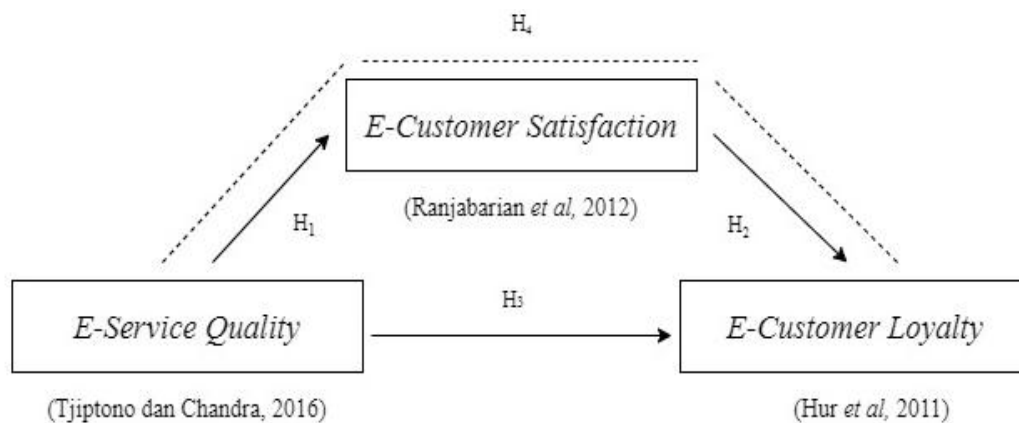 H₄
E-Customer Satisfaction
(Ranjabarian et al, 2012)
H₁
H₂
E-Service Quality
H₃
E-Customer Loyalty
(Tjiptono dan Chandra, 2016)
(Hur et al, 2011)